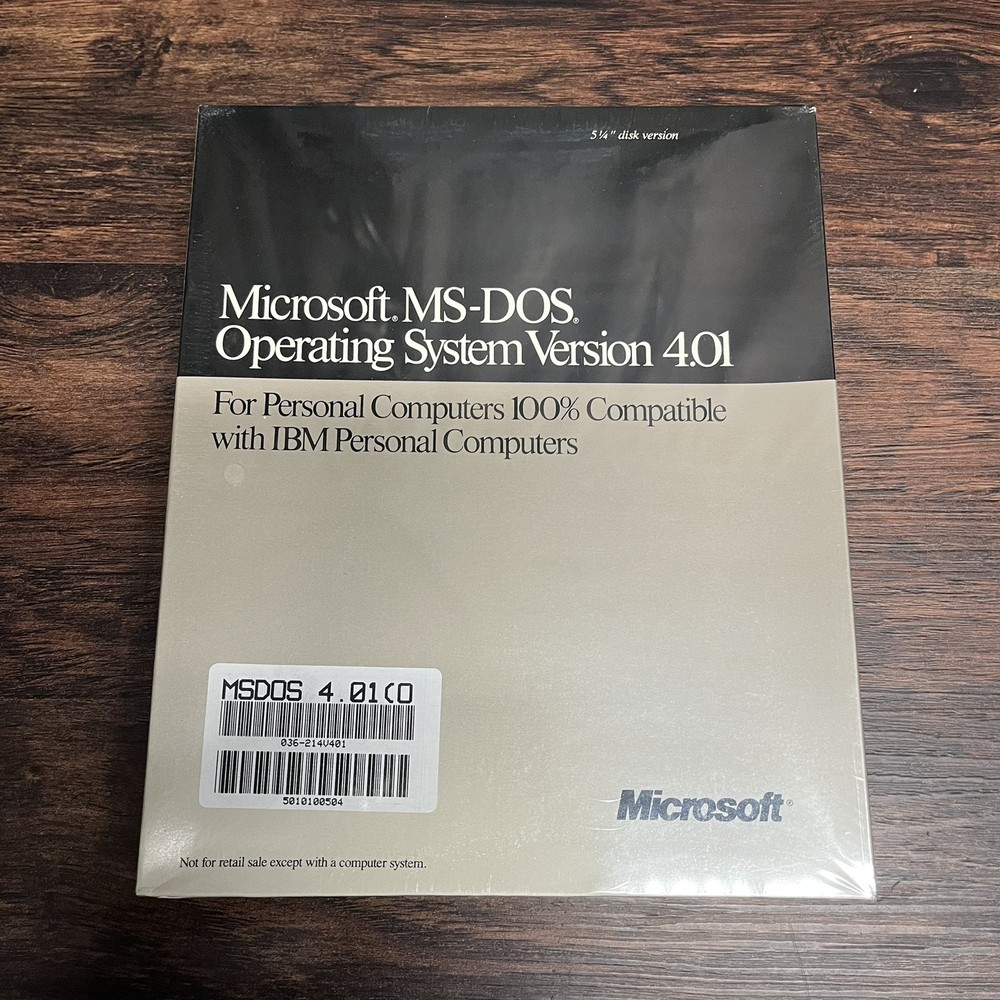 5¼" disk version
Microsoft® MS-DOS®
Operating System Version 4.01
For Personal Computers 100% Compatible
with IBM Personal Computers
MSDOS 4.01(O
036-214V401
5010100504
Microsoft®
Not for retail sale except with a computer system.